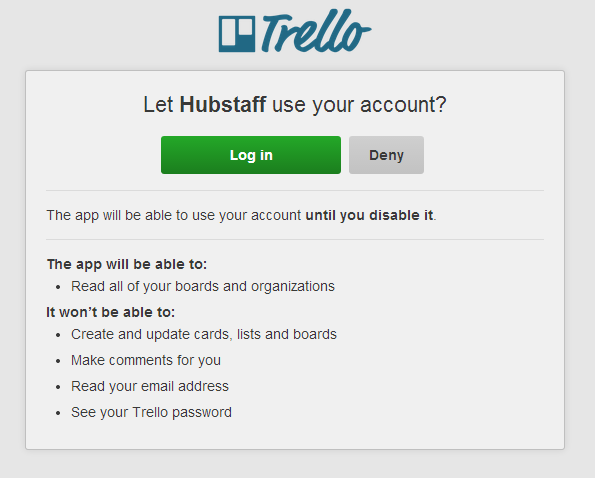 Trello
Let Hubstaff use your account?
Log in
Deny
The app will be able to use your account until you disable it.
The app will be able to:
• Read all of your boards and organizations
It won’t be able to:
• Create and update cards, lists and boards
• Make comments for you
• Read your email address
• See your Trello password